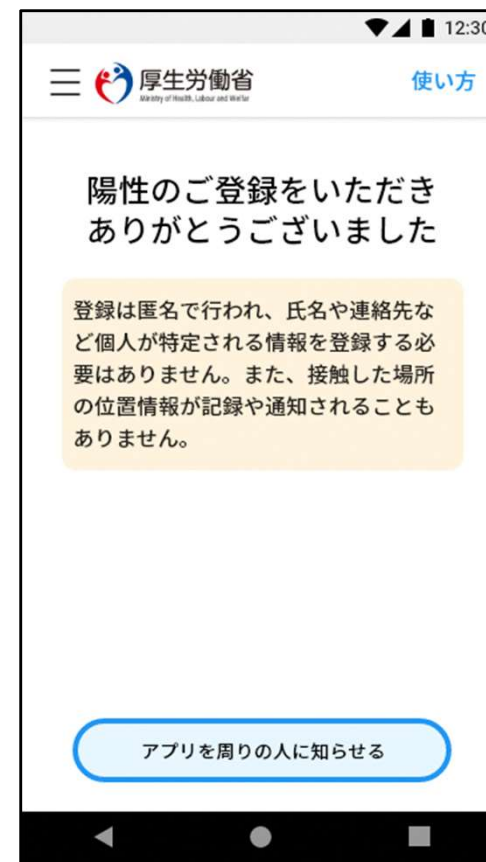 12:30
厚生労働省
Ministry of Health, Labour and Welfar
使い方
陽性のご登録をいただき
ありがとうございました
登録は匿名で行われ、氏名や連絡先な
ど個人が特定される情報を登録する必
要はありません。また、接触した場所
の位置情報が記録や通知されることも
ありません。
アプリを周りの人に知らせる